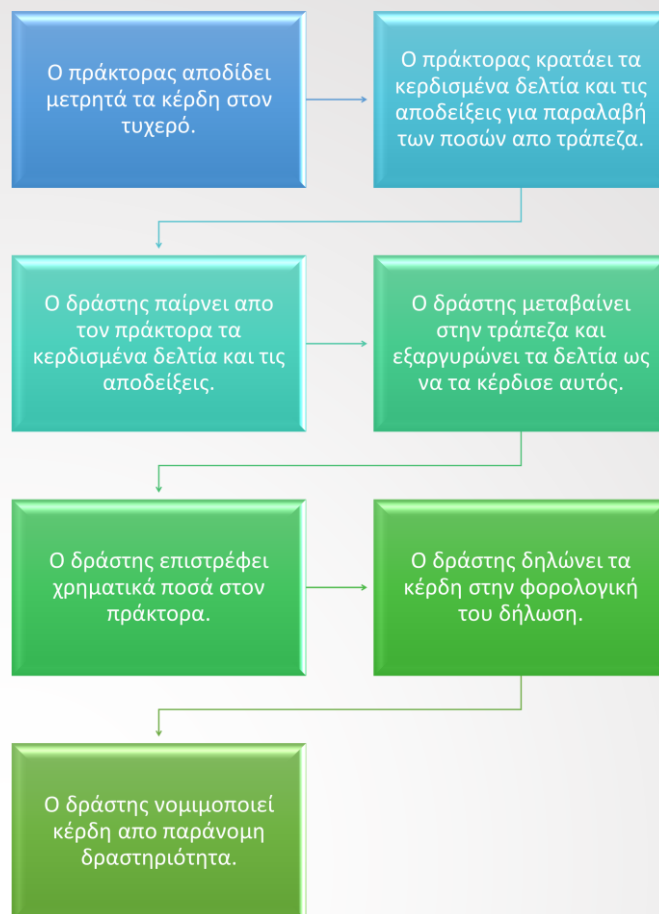 Ο πράκτορας αποδίδει
μετρητά τα κέρδη στον
τυχερό.
Ο πράκτορας κρατάει τα
κερδισμένα δελτία και τις
αποδείξεις για παραλαβή
των ποσών απο τράπεζα.
Ο δράστης παίρνει απο
τον πράκτορα τα
κερδισμένα δελτία και τις
αποδείξεις.
Ο δράστης μεταβαίνει
στην τράπεζα και
εξαργυρώνει τα δελτία ως
να τα κέρδισε αυτός.
Ο δράστης επιστρέφει
χρηματικά ποσά στον
πράκτορα.
Ο δράστης δηλώνει τα
κέρδη στην φορολογική
του δήλωση.
Ο δράστης νομιμοποιεί
κέρδη απο παράνομη
δραστηριότητα.